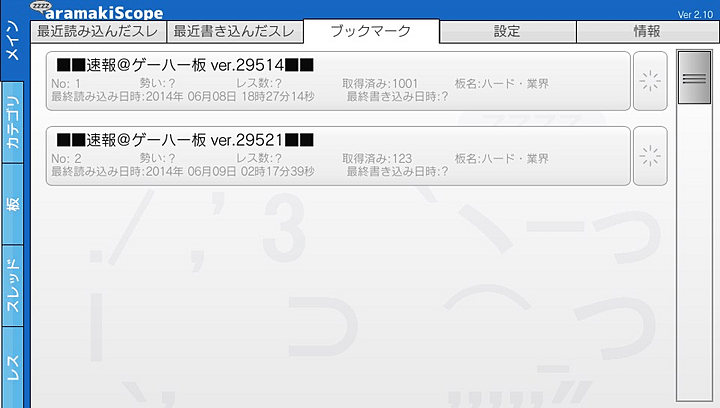 zzzz
aramakiScope
Ver 2.10
最近読み込んだスレ 最近書き込んだスレ ブックマーク 設定 情報
メイン
カテゴリ
板
スレッド
レス
■■速報@ゲーハー板 ver.29514■■
No: 1 勢い:? レス数:? 取得済み:1001 板名:ハード・業界
最終読み込み日時:2014年 06月08日 18時27分14秒 最終書き込み日時:?
■■速報@ゲーハー板 ver.29521■■
No: 2 勢い:? レス数:? 取得済み:123 板名:ハード・業界
最終読み込み日時:2014年 06月09日 02時17分39秒 最終書き込み日時:?